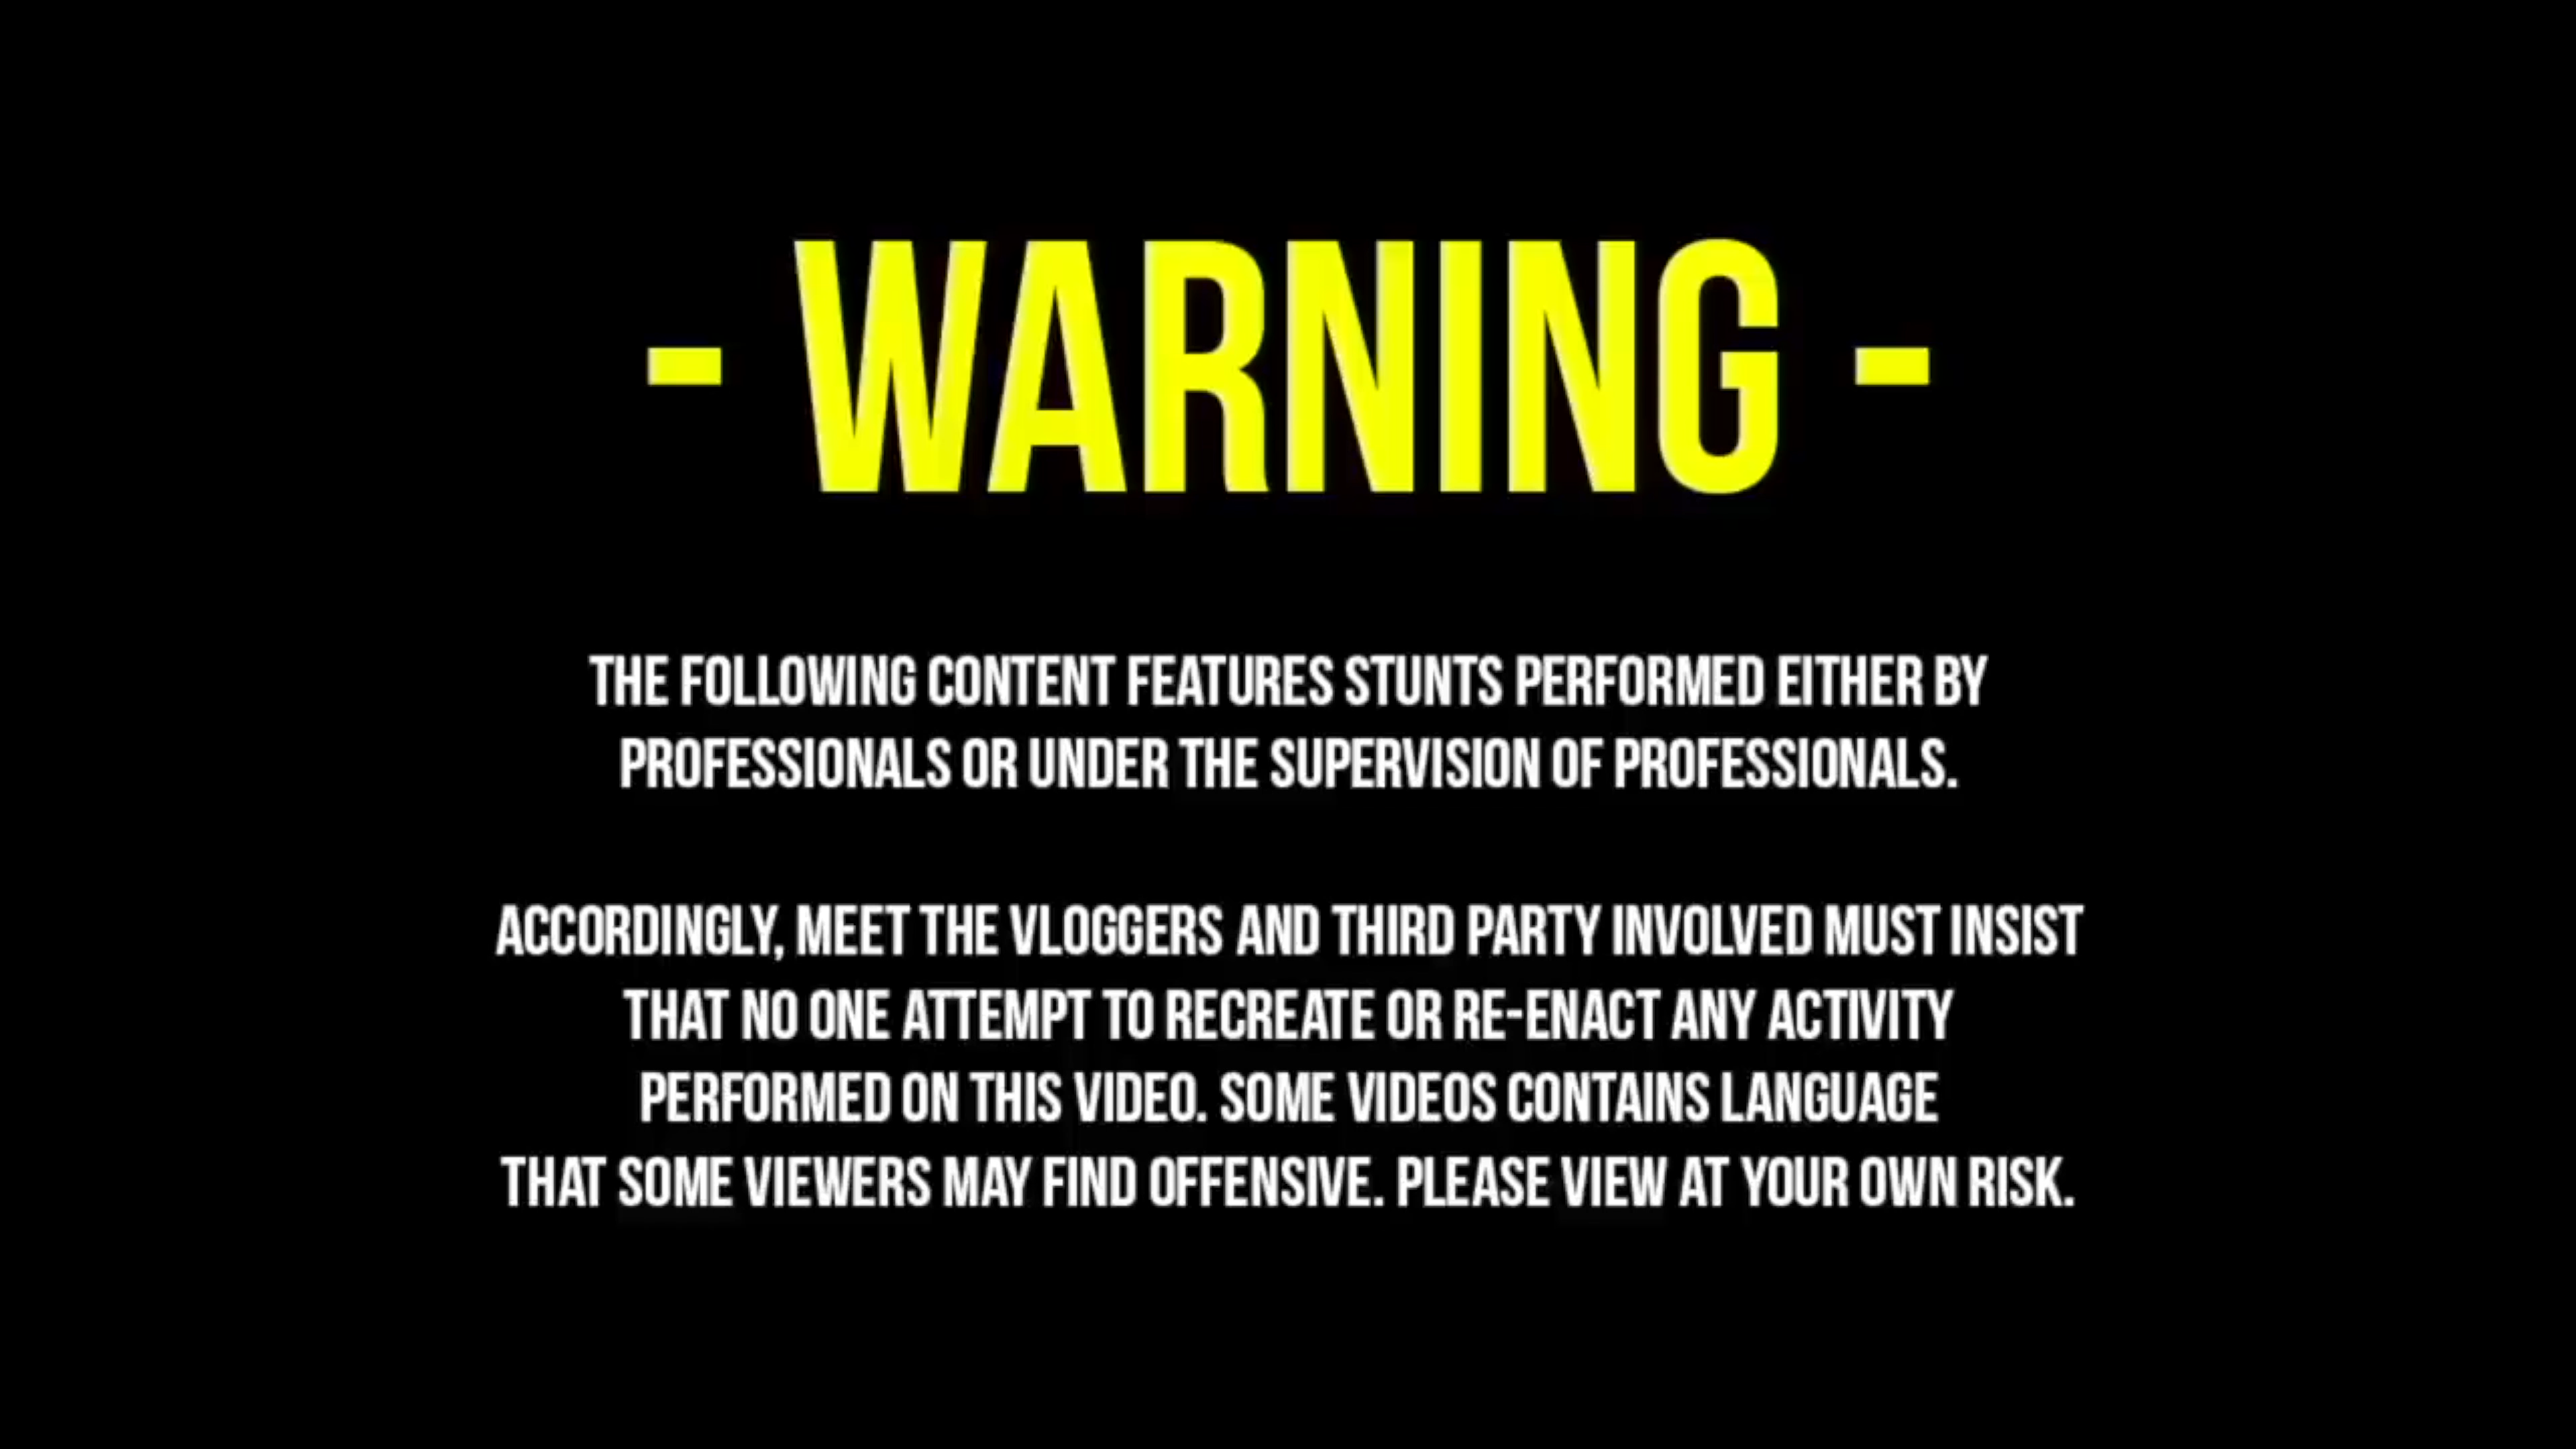 - WARNING -
THE FOLLOWING CONTENT FEATURES STUNTS PERFORMED EITHER BY
PROFESSIONALS OR UNDER THE SUPERVISION OF PROFESSIONALS.
ACCORDINGLY, MEET THE VLOGGERS AND THIRD PARTY INVOLVED MUST INSIST
THAT NO ONE ATTEMPT TO RECREATE OR RE-ENACT ANY ACTIVITY
PERFORMED ON THIS VIDEO. SOME VIDEOS CONTAINS LANGUAGE
THAT SOME VIEWERS MAY FIND OFFENSIVE. PLEASE VIEW AT YOUR OWN RISK.